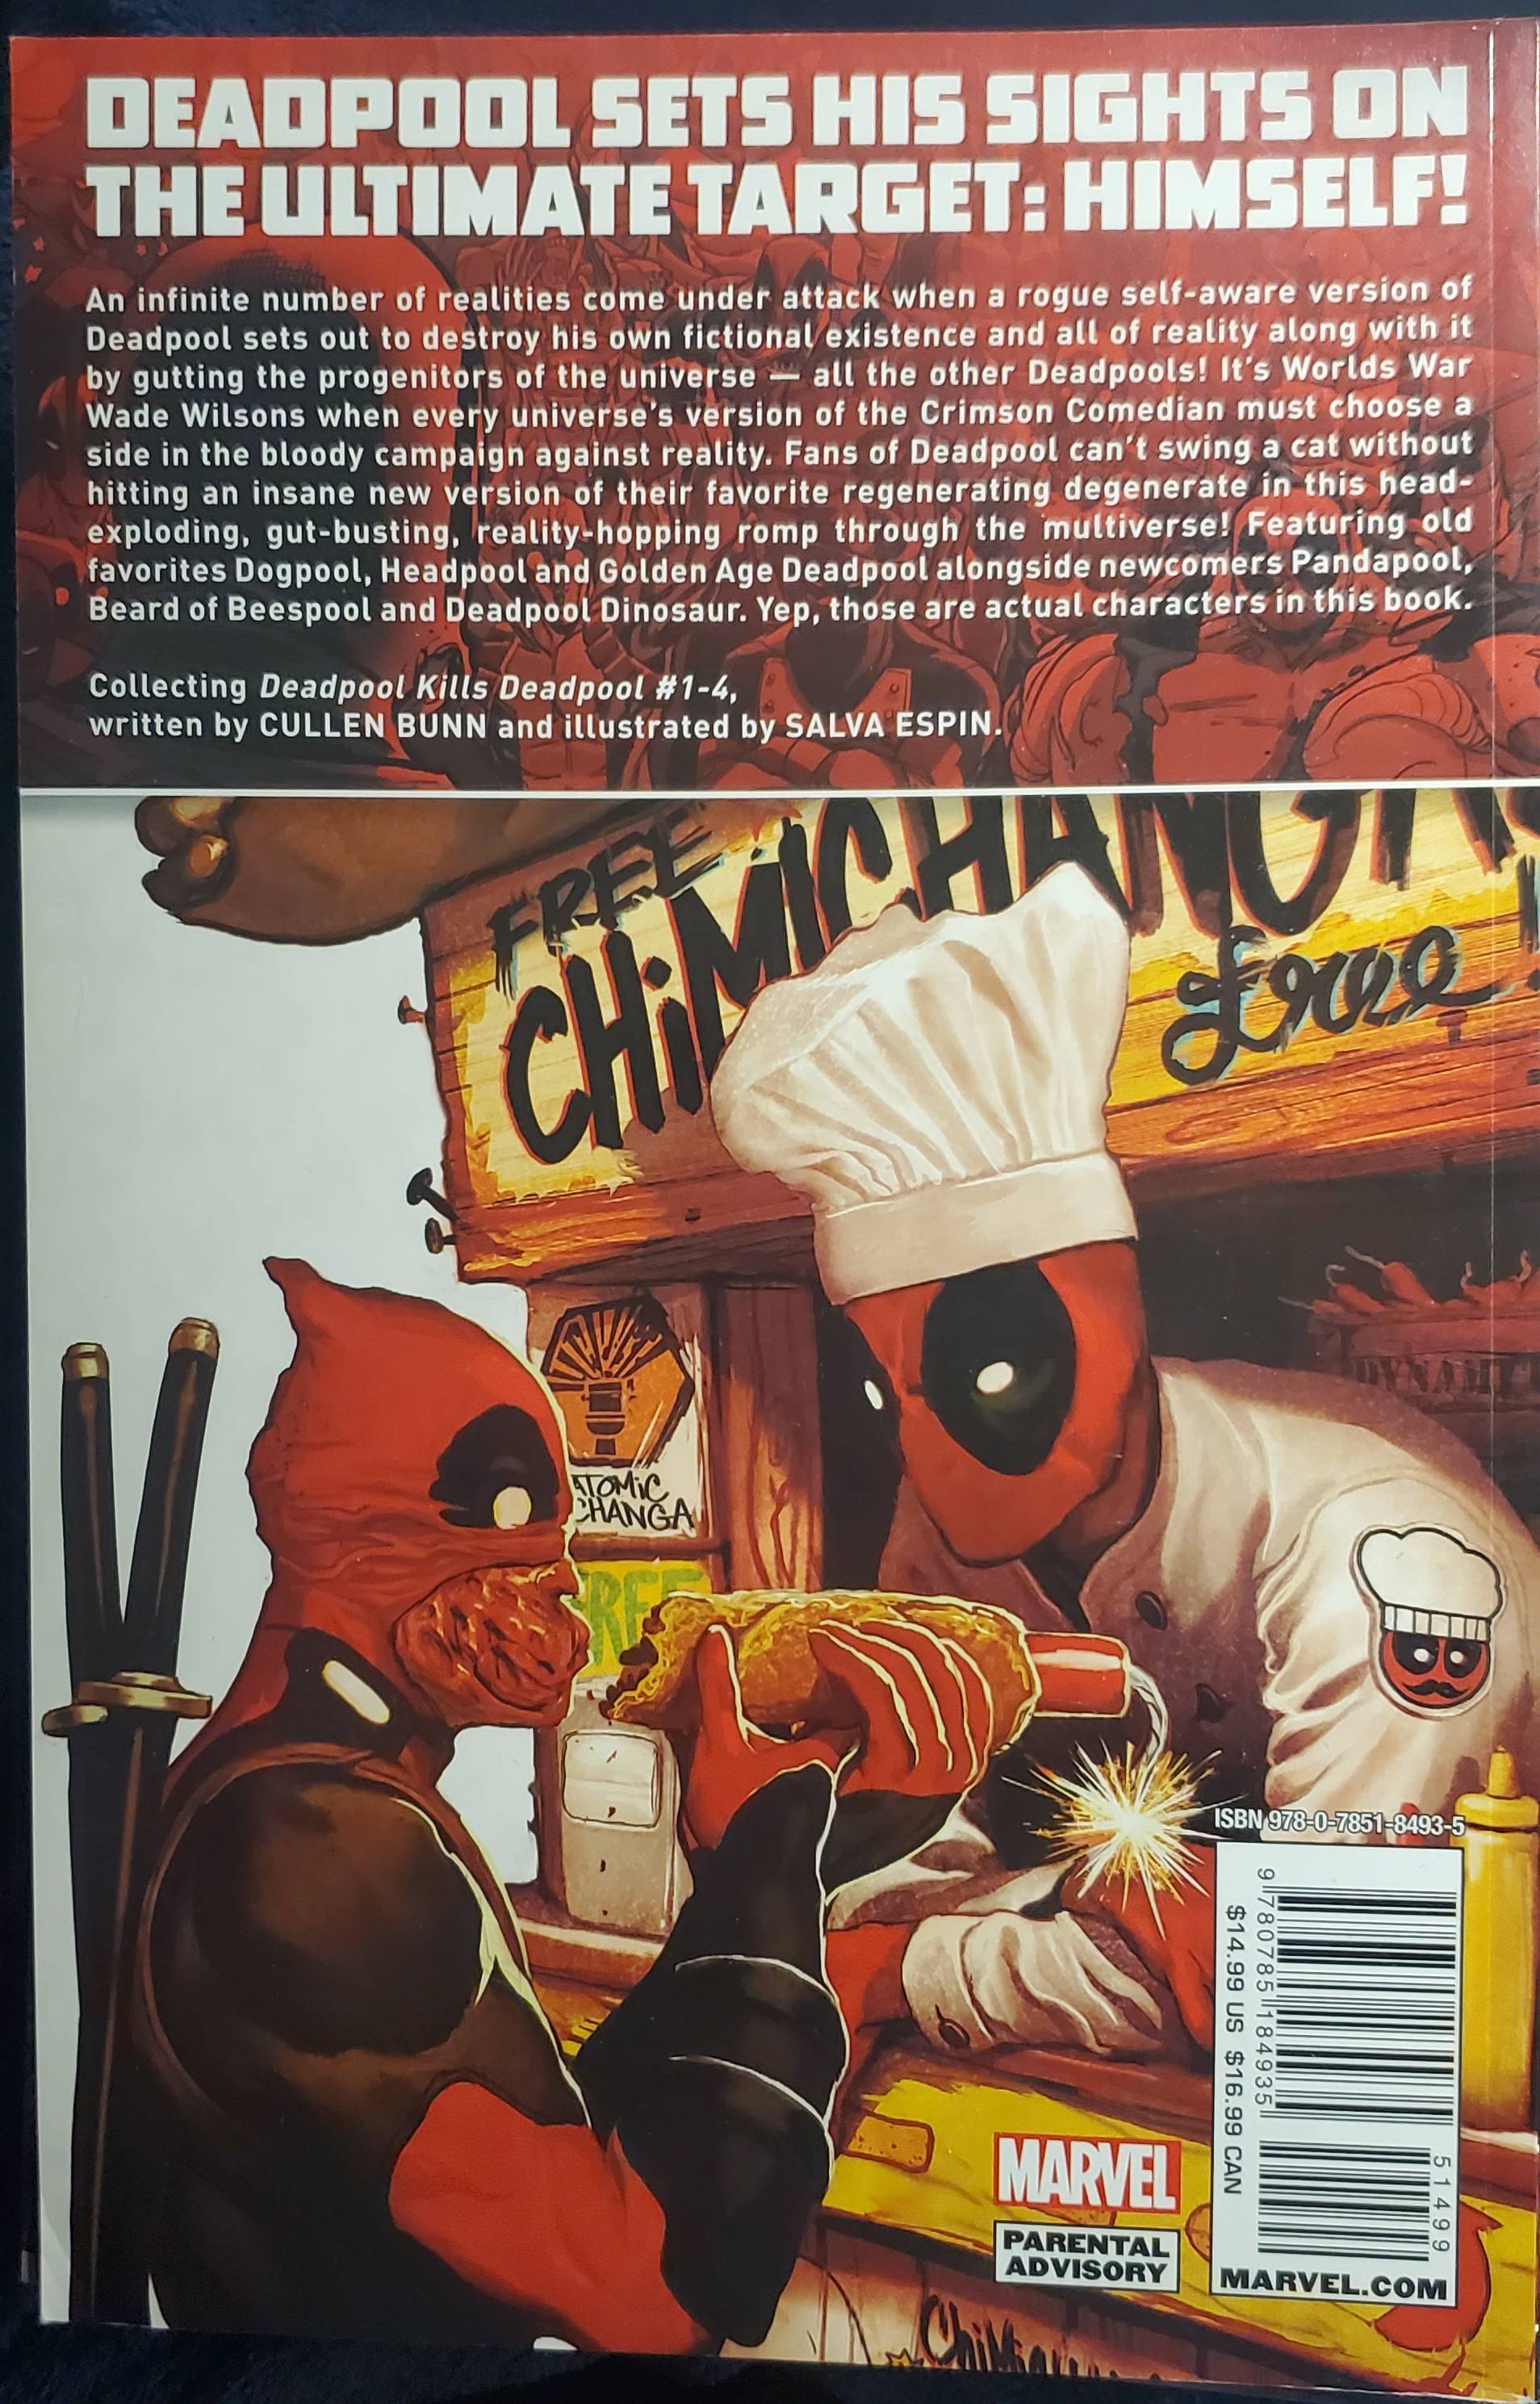 DEADPOOL SETS HIS SIGHTS ON
THE ULTIMATE TARGET: HIMSELF!
An infinite number of realities come under attack when a rogue self-aware version of
Deadpool sets out to destroy his own fictional existence and all of reality along with it
by gutting the progenitors of the universe — all the other Deadpools! It's Worlds War
Wade Wilsons when every universe's version of the Crimson Comedian must choose a
side in the bloody campaign against reality. Fans of Deadpool can't swing a cat without
hitting an insane new version of their favorite regenerating degenerate in this head-
exploding, gut-busting, reality-hopping romp through the multiverse! Featuring old
favorites Dogpool, Headpool and Golden Age Deadpool alongside newcomers Pandapool,
Beard of Beespool and Deadpool Dinosaur. Yep, those are actual characters in this book.
Collecting Deadpool Kills Deadpool #1-4,
written by CULLEN BUNN and illustrated by SALVA ESPIN.
FREE
CHiMICHANGA
Love
DYNAMIT
ATOMiC
CHANGA
FREE
ISBN 978-0-7851-8493-5
9 780785 184935
51499
$14.99 US $16.99 CAN
MARVEL
PARENTAL
ADVISORY
MARVEL.COM